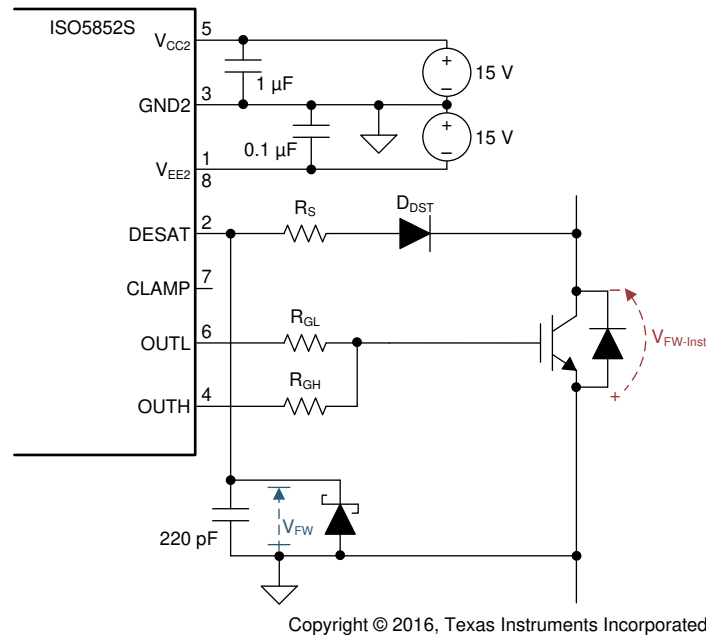 ISO5852S
VCC2
5
1 µF
+
−
15 V
GND2
3
0.1 µF
+
−
15 V
VEE2
1
8
DESAT
2
RS
DDST
CLAMP
7
−
VFW-Inst
+
OUTL
6
RGL
OUTH
4
RGH
220 pF
VFW
Copyright © 2016, Texas Instruments Incorporated